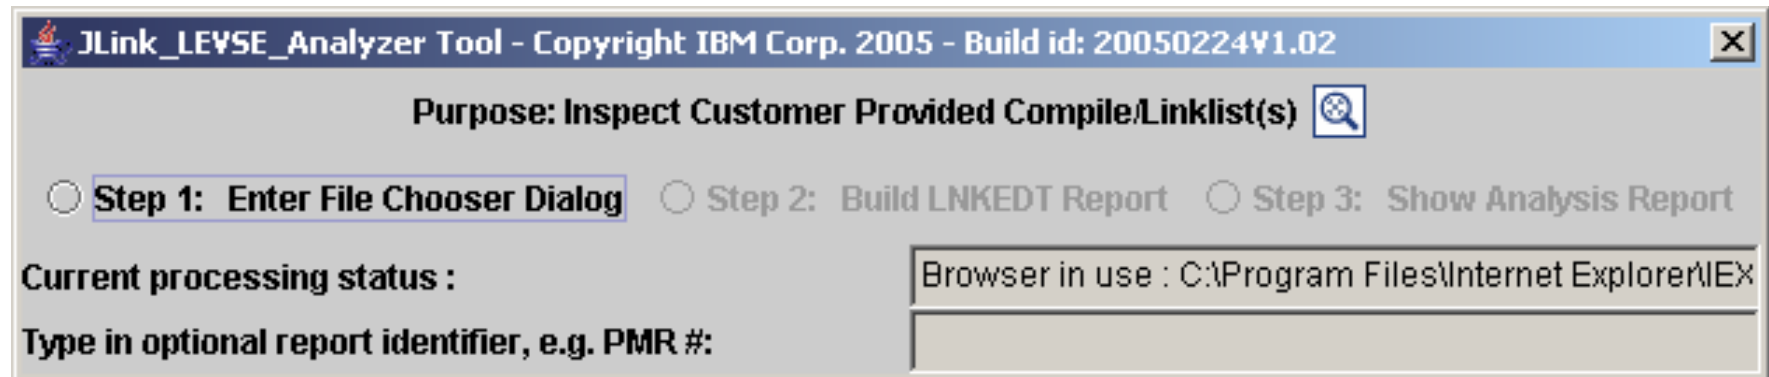 JLink_LEVSE_Analyzer Tool - Copyright IBM Corp. 2005 - Build id: 20050224V1.02
Purpose: Inspect Customer Provided Compile/Linklist(s)
Step 1: Enter File Chooser Dialog Step 2: Build LNKEDT Report Step 3: Show Analysis Report
Current processing status : Browser in use : C:\Program Files\Internet Explorer\IEX
Type in optional report identifier, e.g. PMR #: